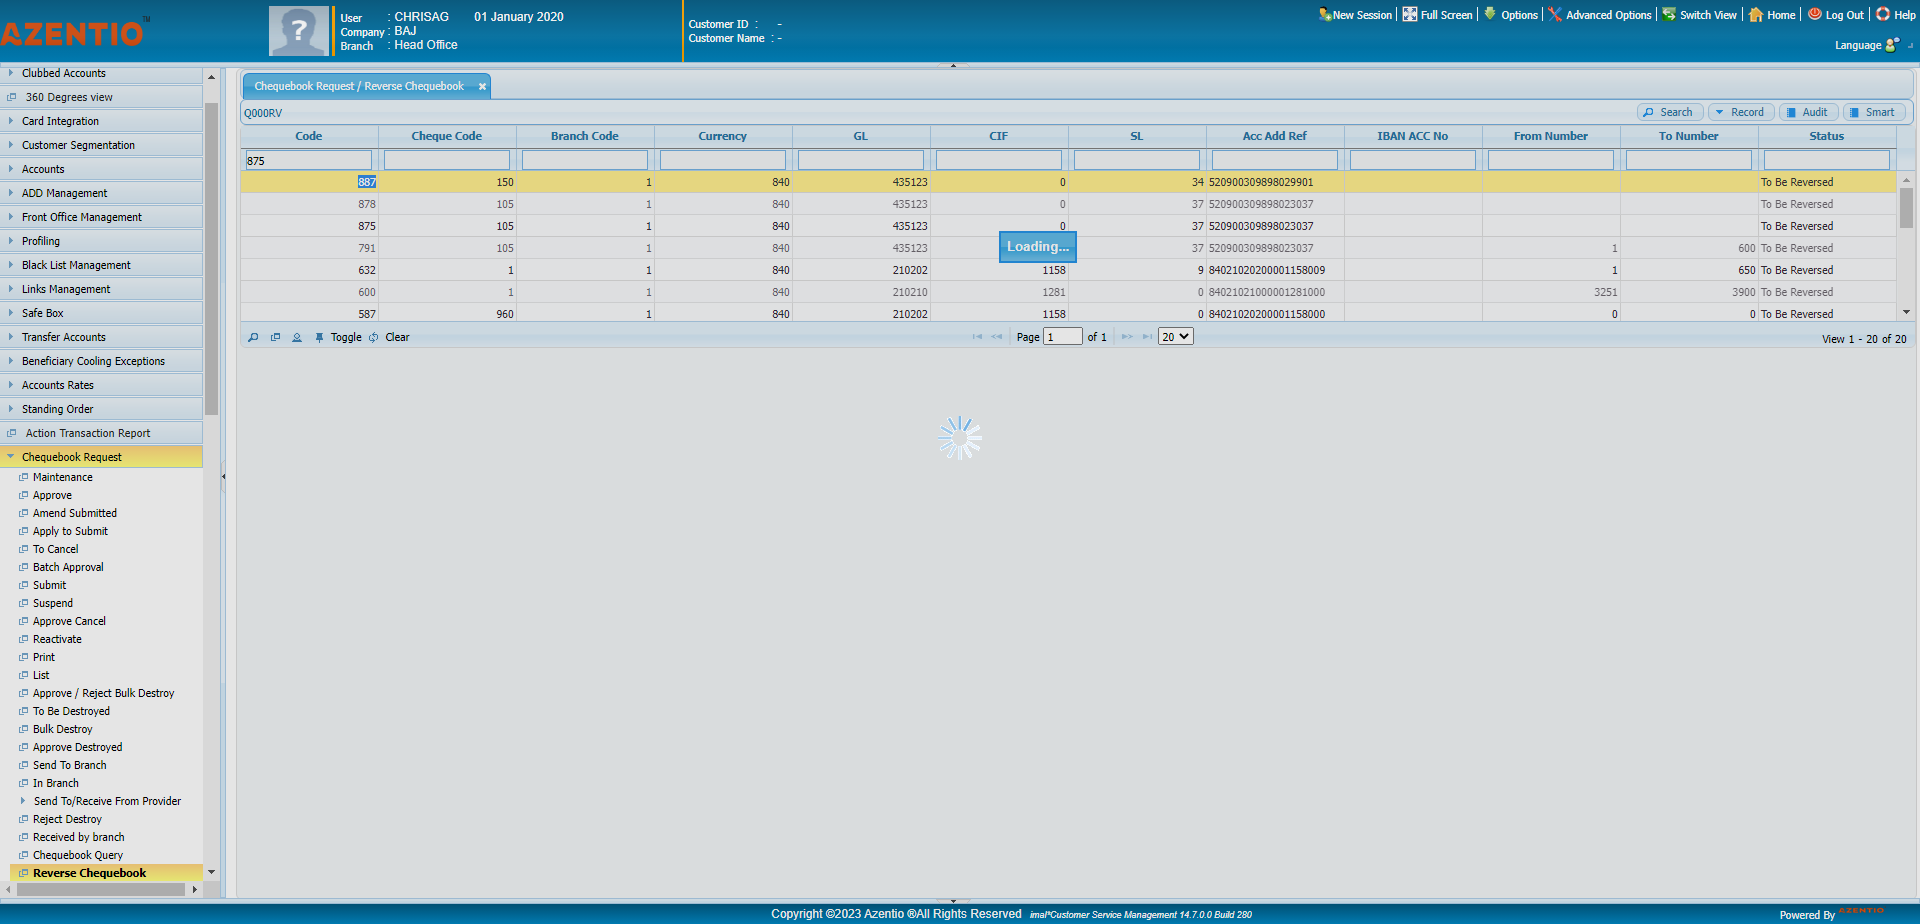 AZENTIO™
User : CHRISAG 01 January 2020
Company : BAJ
Branch : Head Office
Customer ID : -
Customer Name : -
New Session Full Screen Options Advanced Options Switch View Home Log Out Help
Language
Clubbed Accounts
360 Degrees view
Card Integration
Customer Segmentation
Accounts
ADD Management
Front Office Management
Profiling
Black List Management
Links Management
Safe Box
Transfer Accounts
Beneficiary Cooling Exceptions
Accounts Rates
Standing Order
Action Transaction Report
Chequebook Request
Maintenance
Approve
Amend Submitted
Apply to Submit
To Cancel
Batch Approval
Submit
Suspend
Approve Cancel
Reactivate
Print
List
Approve / Reject Bulk Destroy
To Be Destroyed
Bulk Destroy
Approve Destroyed
Send To Branch
In Branch
Send To/Receive From Provider
Reject Destroy
Received by branch
Chequebook Query
Reverse Chequebook
Chequebook Request / Reverse Chequebook
Q000RV
Search Record Audit Smart
Code Cheque Code Branch Code Currency GL CIF SL Acc Add Ref IBAN ACC No From Number To Number Status
875
887 150 1 840 435123 0 34 520900309898029901 To Be Reversed
878 105 1 840 435123 0 37 520900309898023037 To Be Reversed
875 105 1 840 435123 0 37 520900309898023037 To Be Reversed
791 105 1 840 435123 37 520900309898023037 1 600 To Be Reversed
Loading...
632 1 1 840 210202 1158 9 84021020200001158009 1 650 To Be Reversed
600 1 1 840 210210 1281 0 84021021000001281000 3251 3900 To Be Reversed
587 960 1 840 210202 1158 0 84021020200001158000 0 0 To Be Reversed
Toggle Clear
Page 1 of 1 20
View 1 - 20 of 20
Copyright ©2023 Azentio ®All Rights Reserved imal®Customer Service Management 14.7.0.0 Build 280
Powered By AZENTIO